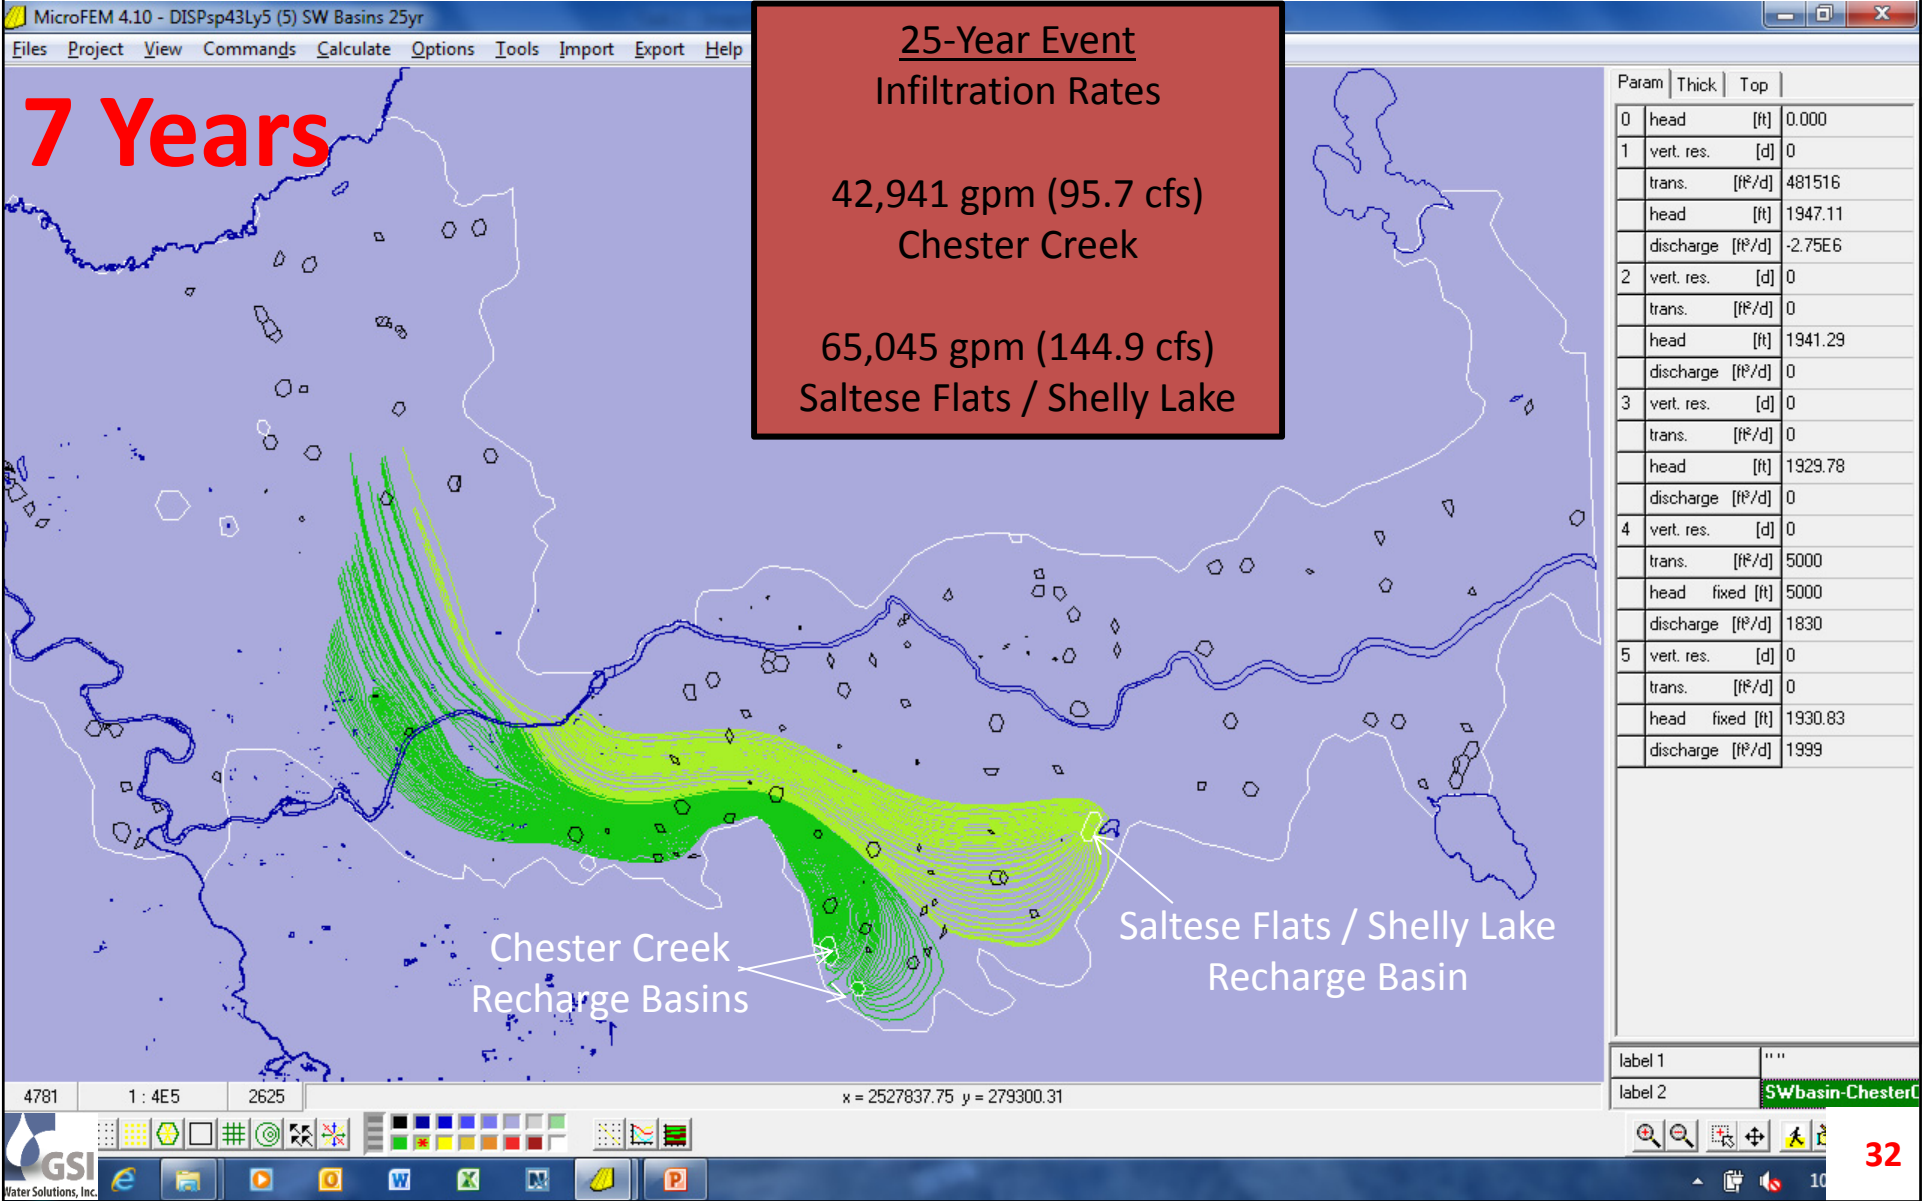 MicroFEM 4.10 - DISPsp43Ly5 (5) SW Basins 25yr
Files Project View Commands Calculate Options Tools Import Export Help
7 Years
25-Year Event
Infiltration Rates
42,941 gpm (95.7 cfs)
Chester Creek
65,045 gpm (144.9 cfs)
Saltese Flats / Shelly Lake
Chester Creek
Recharge Basins
Saltese Flats / Shelly Lake
Recharge Basin
Param Thick Top
0 head [ft] 0.000
1 vert. res. [d] 0
trans. [ft²/d] 481516
head [ft] 1947.11
discharge [ft³/d] -2.75E6
2 vert. res. [d] 0
trans. [ft²/d] 0
head [ft] 1941.29
discharge [ft³/d] 0
3 vert. res. [d] 0
trans. [ft²/d] 0
head [ft] 1929.78
discharge [ft³/d] 0
4 vert. res. [d] 0
trans. [ft²/d] 5000
head fixed [ft] 5000
discharge [ft³/d] 1830
5 vert. res. [d] 0
trans. [ft²/d] 0
head fixed [ft] 1930.83
discharge [ft³/d] 1999
label 1 ""
label 2 SWbasin-ChesterC
4781 1 : 4E5 2625 x = 2527837.75 y = 279300.31
GSI
Water Solutions, Inc.
10
32